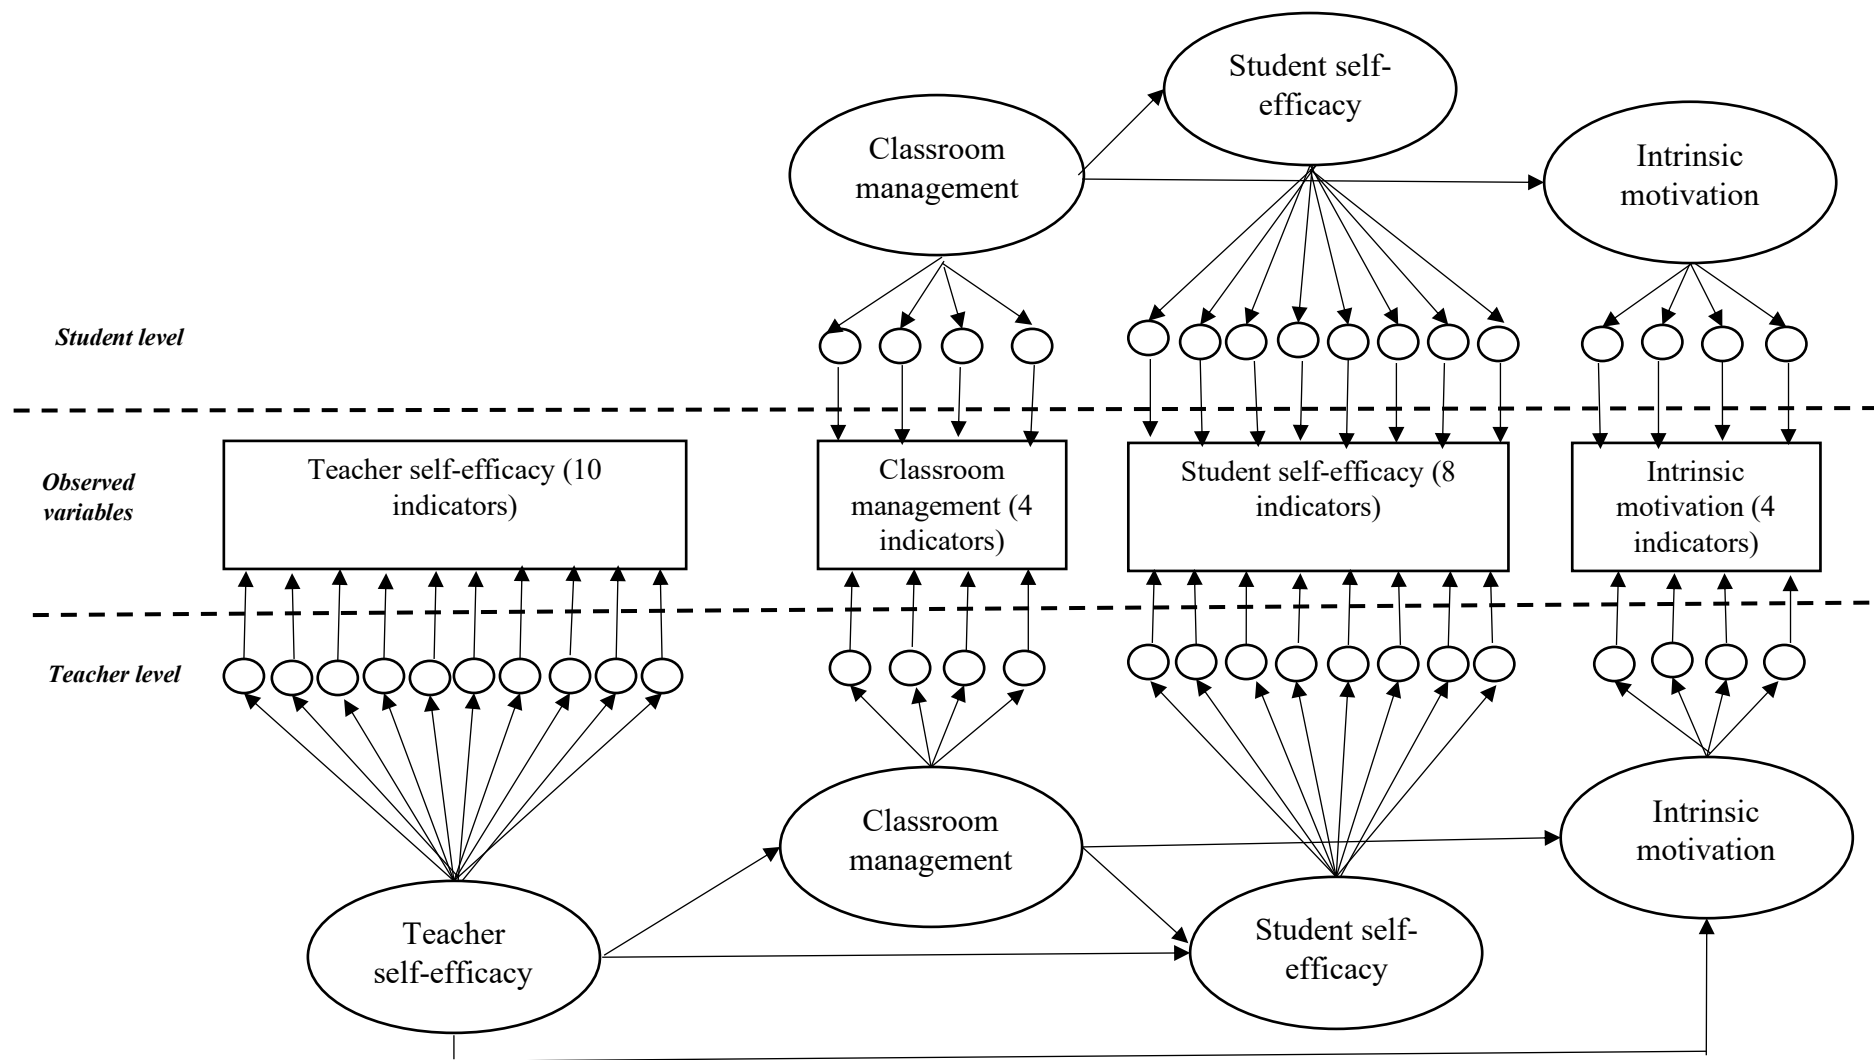 Student self-
efficacy
Classroom
management
Intrinsic
motivation
Student level
Observed
variables
Teacher self-efficacy (10
indicators)
Classroom
management (4
indicators)
Student self-efficacy (8
indicators)
Intrinsic
motivation (4
indicators)
Teacher level
Classroom
management
Intrinsic
motivation
Teacher
self-efficacy
Student self-
efficacy